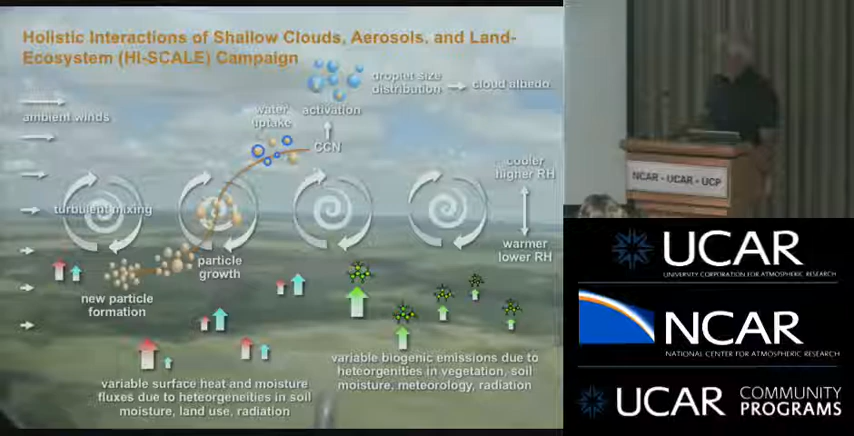 Holistic Interactions of Shallow Clouds, Aerosols, and Land-
Ecosystem (HI-SCALE) Campaign
droplet size
distribution
cloud albedo
ambient winds
water
uptake
activation
CCN
cooler
higher RH
turbulent mixing
warmer
lower RH
particle
growth
new particle
formation
variable biogenic emissions due to
heteorgenities in vegetation, soil
moisture, meteorology, radiation
variable surface heat and moisture
fluxes due to heterogeneities in soil
moisture, land use, radiation
NCAR - UCAR - UCP
UCAR
UNIVERSITY CORPORATION FOR ATMOSPHERIC RESEARCH
NCAR
NATIONAL CENTER FOR ATMOSPHERIC RESEARCH
UCAR
COMMUNITY
PROGRAMS